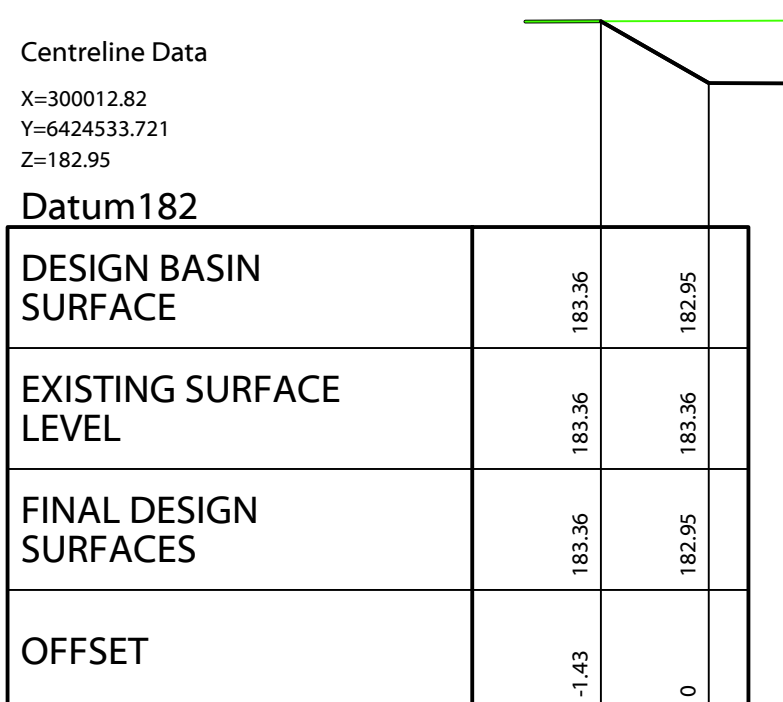 Centreline Data
X=300012.82
Y=6424533.721
Z=182.95
Datum182
DESIGN BASIN
SURFACE
183.36
182.95
EXISTING SURFACE
LEVEL
183.36
183.36
FINAL DESIGN
SURFACES
183.36
182.95
OFFSET
-1.43
0